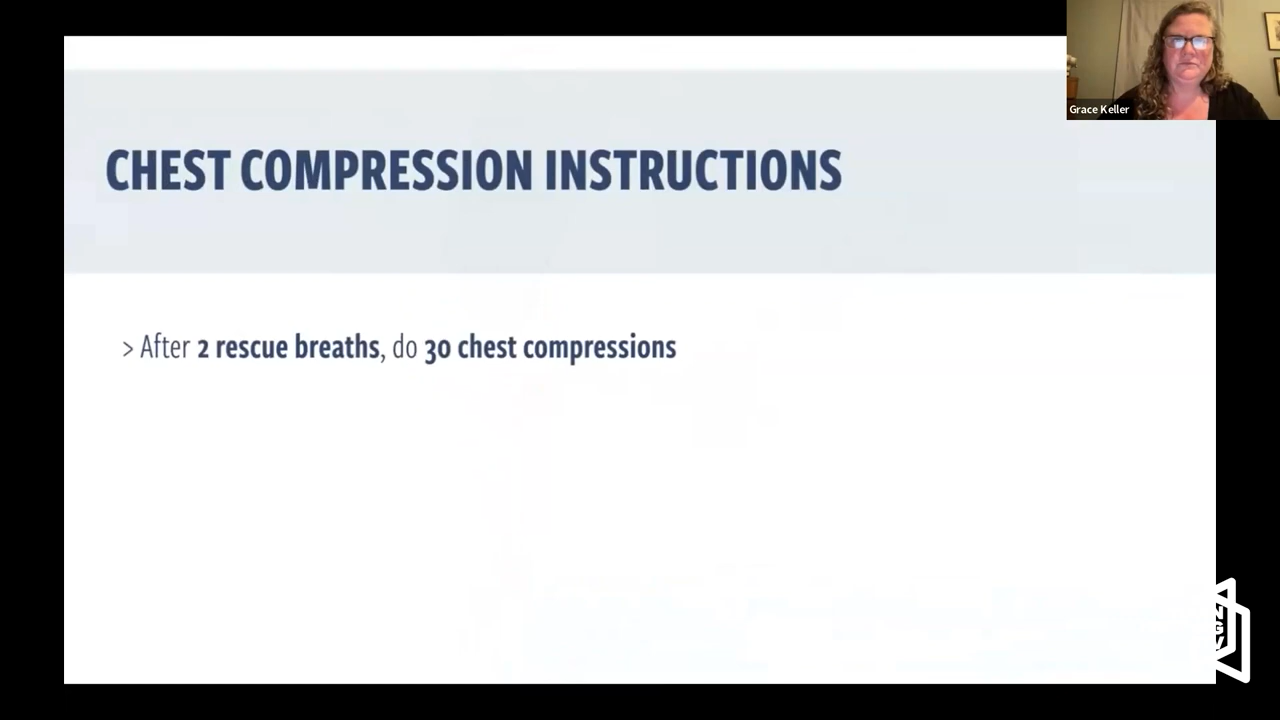 Grace Keller
CHEST COMPRESSION INSTRUCTIONS
> After 2 rescue breaths, do 30 chest compressions